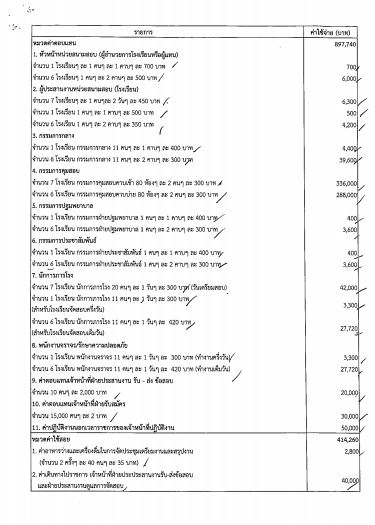 รายการ ค่าใช้จ่าย (บาท)
หมวดค่าตอบแทน 897,740
1. หัวหน้าหน่วยสนามสอบ (ผู้อำนวยการโรงเรียนหรือผู้แทน)
จำนวน 1 โรงเรียนๆ ละ 1 คนๆ ละ 1 คาบๆ ละ 700 บาท 700
จำนวน 6 โรงเรียนๆ 1 คนๆ ละ 2 คาบๆ ละ 500 บาท 6,000
2. ผู้ประสานงานหน่วยสนามสอบ (โรงเรียน)
จำนวน 7 โรงเรียนๆ ละ 1 คนๆละ 2 วันๆ ละ 450 บาท 6,300
จำนวน 1 โรงเรียนๆ 1 คนๆ ละ 1 คาบๆ ละ 500 บาท 500
จำนวน 6 โรงเรียนๆ 1 คนๆ ละ 2 คาบๆ ละ 350 บาท 4,200
3. กรรมการกลาง
จำนวน 1 โรงเรียน กรรมการกลาง 11 คนๆ ละ 1 คาบๆ ละ 400 บาท 4,400
จำนวน 6 โรงเรียน กรรมการกลาง 11 คนๆ ละ 2 คาบๆ ละ 300 บาท 39,600
4. กรรมการคุมสอบ
จำนวน 7 โรงเรียน กรรมการคุมสอบคาบเช้า 80 ห้องๆ ละ 2 คนๆ ละ 300 บาท 336,000
จำนวน 6 โรงเรียน กรรมการคุมสอบคาบบ่าย 80 ห้องๆ ละ 2 คนๆ ละ 300 บาท 288,000
5. กรรมการปฐมพยาบาล
จำนวน 1 โรงเรียน กรรมการฝ่ายปฐมพยาบาล 1 คนๆ ละ 1 คาบๆ ละ 400 บาท 400
จำนวน 6 โรงเรียน กรรมการฝ่ายปฐมพยาบาล 1 คนๆ ละ 2 คาบๆ ละ 300 บาท 3,600
6. กรรมการประชาสัมพันธ์
จำนวน 1 โรงเรียน กรรมการฝ่ายประชาสัมพันธ์ 1 คนๆ ละ 1 คาบๆ ละ 400 บาท 400
จำนวน 6 โรงเรียน กรรมการฝ่ายประชาสัมพันธ์ 1 คนๆ ละ 2 คาบๆ ละ 300 บาท 3,600
7. นักการภารโรง
จำนวน 7 โรงเรียน นักการภารโรง 20 คนๆ ละ 1 วันๆ ละ 300 บาท (วันเตรียมสอบ) 42,000
จำนวน 1 โรงเรียน นักการภารโรง 11 คนๆ ละ 1 วันๆ ละ 300 บาท 3,300
(สำหรับโรงเรียนจัดสอบครึ่งวัน)
จำนวน 6 โรงเรียน นักการภารโรง 11 คนๆ ละ 1 วันๆ ละ 420 บาท 27,720
(สำหรับโรงเรียนจัดสอบเต็มวัน)
8. พนักงานจราจร/รักษาความปลอดภัย
จำนวน 1 โรงเรียน พนักงานจราจร 11 คนๆ ละ 1 วันๆ ละ 300 บาท (ทำงานครึ่งวัน) 3,300
จำนวน 6 โรงเรียน พนักงานจราจร 11 คนๆ ละ 1 วันๆ ละ 420 บาท (ทำงานเต็มวัน) 27,720
9. ค่าตอบแทนเจ้าหน้าที่ฝ่ายประสานงาน รับ - ส่ง ข้อสอบ
จำนวน 10 คนๆ ละ 2,000 บาท 20,000
10. ค่าตอบแทนเจ้าหน้าที่ฝ่ายรับสมัคร
จำนวน 15,000 คนๆ ละ 2 บาท 30,000
11. ค่าปฏิบัติงานนอกเวลาราชการของเจ้าหน้าที่ปฏิบัติงาน 50,000
หมวดค่าใช้สอย 414,260
1. ค่าอาหารว่างและเครื่องดื่มในการจัดประชุมเตรียมงานและสรุปงาน 2,800
(จำนวน 2 ครั้งๆ ละ 40 คนๆ ละ 35 บาท)
2. ค่าเดินทางไปราชการ เจ้าหน้าที่ฝ่ายประสานงานรับ-ส่งข้อสอบ 40,000
และฝ่ายประสานงานดูแลการจัดสอบ